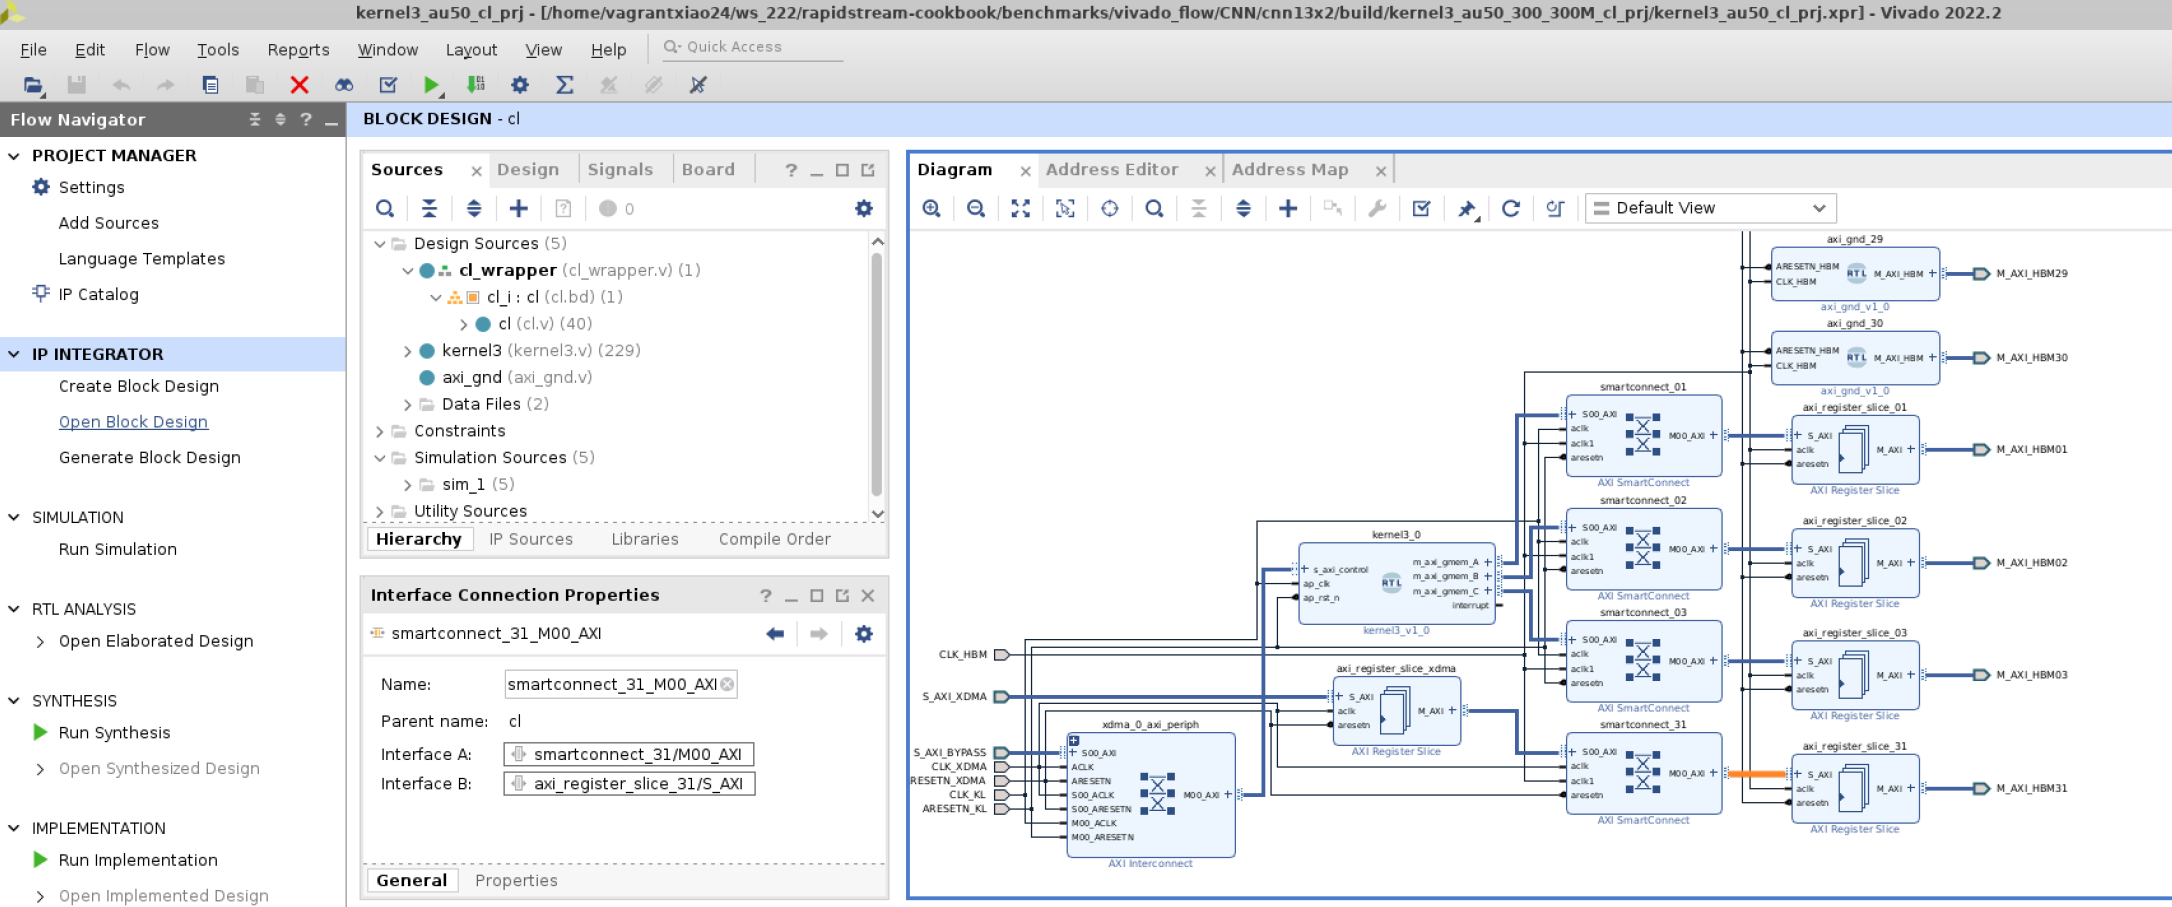 kernel3_au50_cl_prj - [/home/vagrantxiao24/ws_222/rapidstream-cookbook/benchmarks/vivado_flow/CNN/cnn13x2/build/kernel3_au50_300_300M_cl_prj/kernel3_au50_cl_prj.xpr] - Vivado 2022.2
File Edit Flow Tools Reports Window Layout View Help Quick Access
Flow Navigator
PROJECT MANAGER
Settings
Add Sources
Language Templates
IP Catalog
IP INTEGRATOR
Create Block Design
Open Block Design
Generate Block Design
SIMULATION
Run Simulation
RTL ANALYSIS
Open Elaborated Design
SYNTHESIS
Run Synthesis
Open Synthesized Design
IMPLEMENTATION
Run Implementation
Open Implemented Design
BLOCK DESIGN - cl
Sources Design Signals Board
0
Design Sources (5)
cl_wrapper (cl_wrapper.v) (1)
cl_i : cl (cl.bd) (1)
cl (cl.v) (40)
kernel3 (kernel3.v) (229)
axi_gnd (axi_gnd.v)
Data Files (2)
Constraints
Simulation Sources (5)
sim_1 (5)
Utility Sources
Hierarchy IP Sources Libraries Compile Order
Interface Connection Properties
smartconnect_31_M00_AXI
Name: smartconnect_31_M00_AXI
Parent name: cl
Interface A: smartconnect_31/M00_AXI
Interface B: axi_register_slice_31/S_AXI
General Properties
Diagram Address Editor Address Map
Default View
axi_gnd_29
ARESETN_HBM
CLK_HBM
RTL
M_AXI_HBM
M_AXI_HBM29
axi_gnd_v1_0
axi_gnd_30
ARESETN_HBM
CLK_HBM
RTL
M_AXI_HBM
M_AXI_HBM30
axi_gnd_v1_0
smartconnect_01
S00_AXI
aclk
aclk1
aresetn
M00_AXI
AXI SmartConnect
axi_register_slice_01
S_AXI
aclk
aresetn
M_AXI
M_AXI_HBM01
AXI Register Slice
smartconnect_02
S00_AXI
aclk
aclk1
aresetn
M00_AXI
AXI SmartConnect
axi_register_slice_02
S_AXI
aclk
aresetn
M_AXI
M_AXI_HBM02
AXI Register Slice
kernel3_0
s_axi_control
ap_clk
ap_rst_n
RTL
m_axi_gmem_A
m_axi_gmem_B
m_axi_gmem_C
interrupt
kernel3_v1_0
smartconnect_03
S00_AXI
aclk
aclk1
aresetn
M00_AXI
AXI SmartConnect
axi_register_slice_03
S_AXI
aclk
aresetn
M_AXI
M_AXI_HBM03
AXI Register Slice
CLK_HBM
S_AXI_XDMA
S_AXI_BYPASS
CLK_XDMA
RESETN_XDMA
CLK_KL
ARESETN_KL
axi_register_slice_xdma
S_AXI
aclk
aresetn
M_AXI
AXI Register Slice
xdma_0_axi_periph
S00_AXI
ACLK
ARESETN
S00_ACLK
S00_ARESETN
M00_ACLK
M00_ARESETN
M00_AXI
AXI Interconnect
smartconnect_31
S00_AXI
aclk
aclk1
aresetn
M00_AXI
AXI SmartConnect
axi_register_slice_31
S_AXI
aclk
aresetn
M_AXI
M_AXI_HBM31
AXI Register Slice